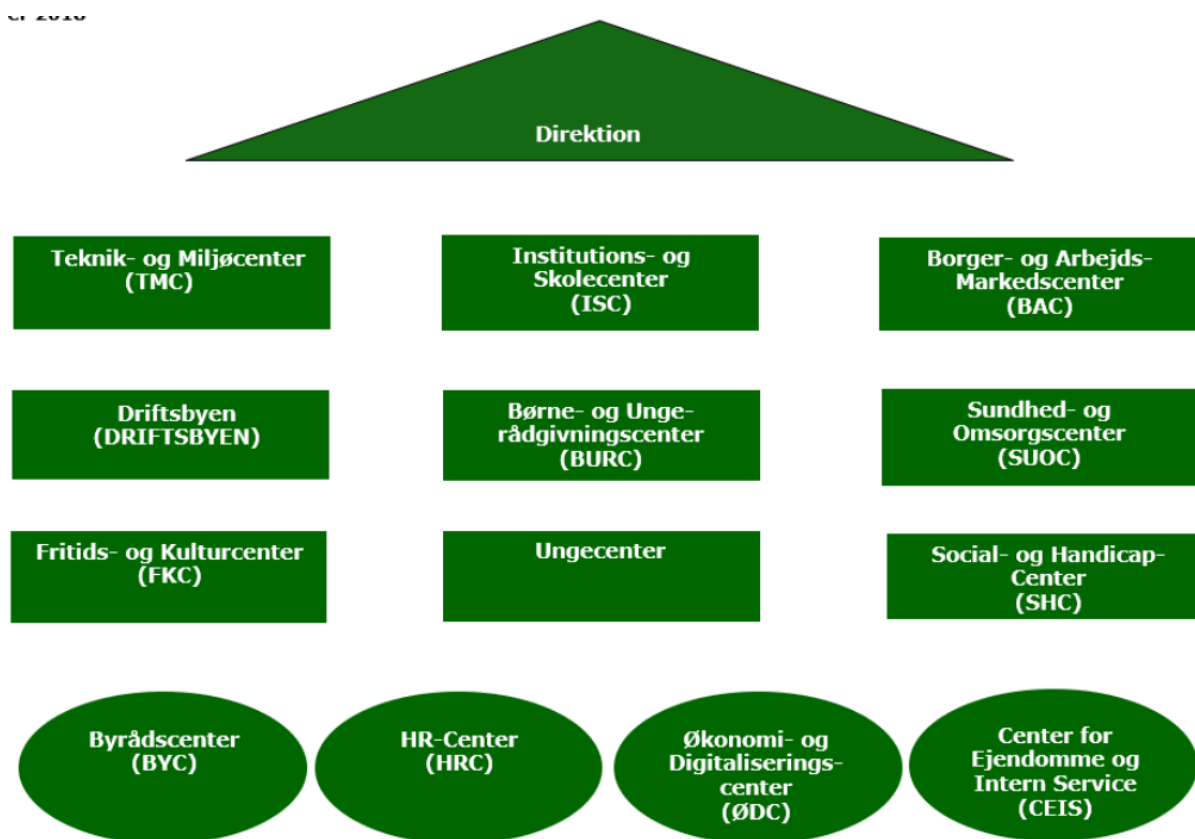 2018
Direktion
Teknik- og Miljøcenter
(TMC)
Institutions- og
Skolecenter
(ISC)
Borger- og Arbejds-
Markedscenter
(BAC)
Driftsbyen
(DRIFTSBYEN)
Børne- og Unge-
rådgivningscenter
(BURC)
Sundhed- og
Omsorgscenter
(SUOC)
Fritids- og Kulturcenter
(FKC)
Ungecenter
Social- og Handicap-
Center
(SHC)
Byrådscenter
(BYC)
HR-Center
(HRC)
Økonomi- og
Digitaliserings-
center
(ØDC)
Center for
Ejendomme og
Intern Service
(CEIS)